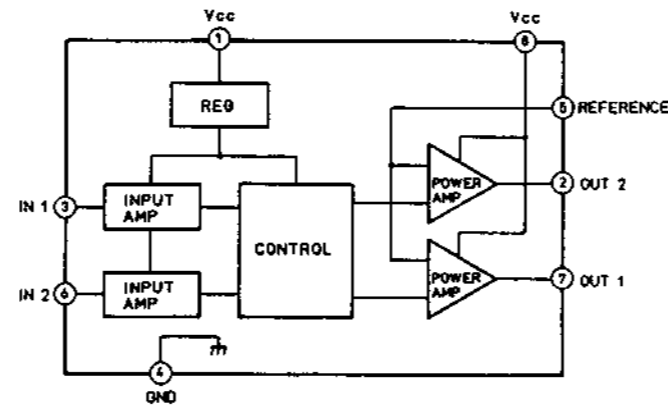 Vcc
1
Vcc
8
REG
5 REFERENCE
POWER
AMP
2 OUT 2
IN 1 3
INPUT
AMP
CONTROL
IN 2 6
INPUT
AMP
POWER
AMP
7 OUT 1
4
GND